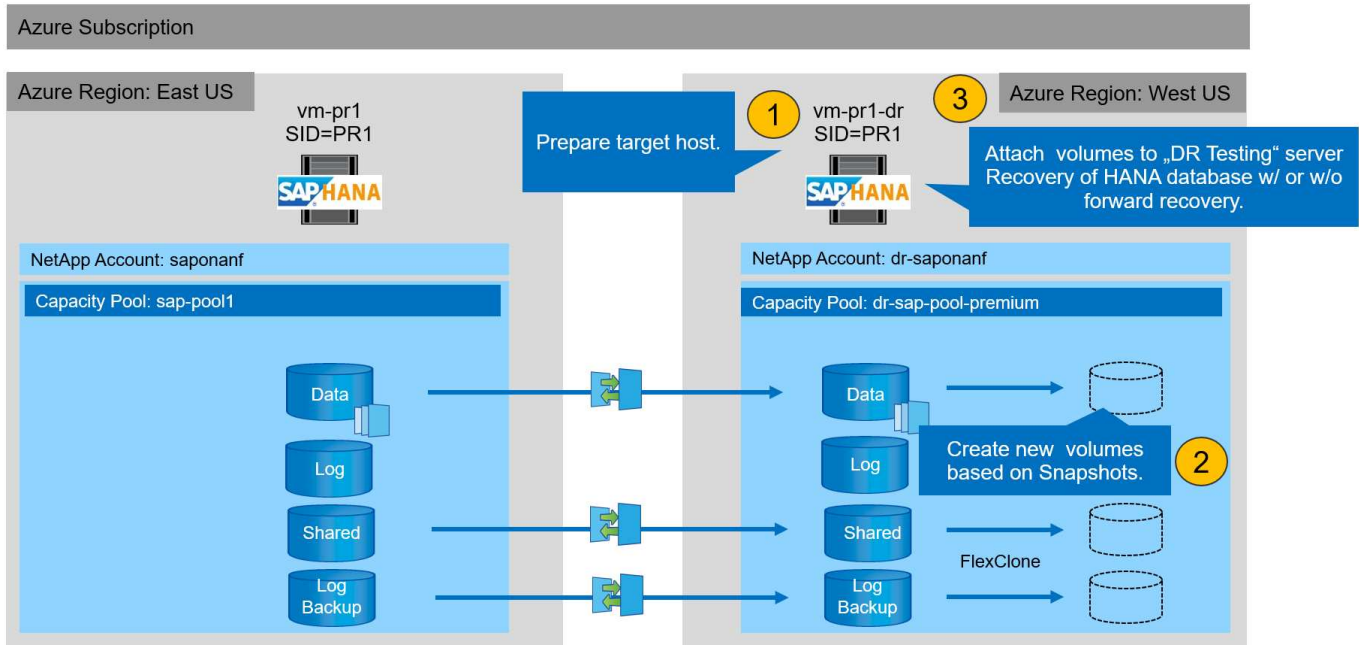 Azure Subscription
Azure Region: East US
vm-pr1
SID=PR1
SAP HANA
NetApp Account: saponanf
Capacity Pool: sap-pool1
Data
Log
Shared
Log
Backup
Prepare target host.
1
vm-pr1-dr
SID=PR1
SAP HANA
3
Azure Region: West US
Attach volumes to „DR Testing“ server
Recovery of HANA database w/ or w/o
forward recovery.
NetApp Account: dr-saponanf
Capacity Pool: dr-sap-pool-premium
Data
Log
Create new volumes
based on Snapshots.
2
Shared
FlexClone
Log
Backup